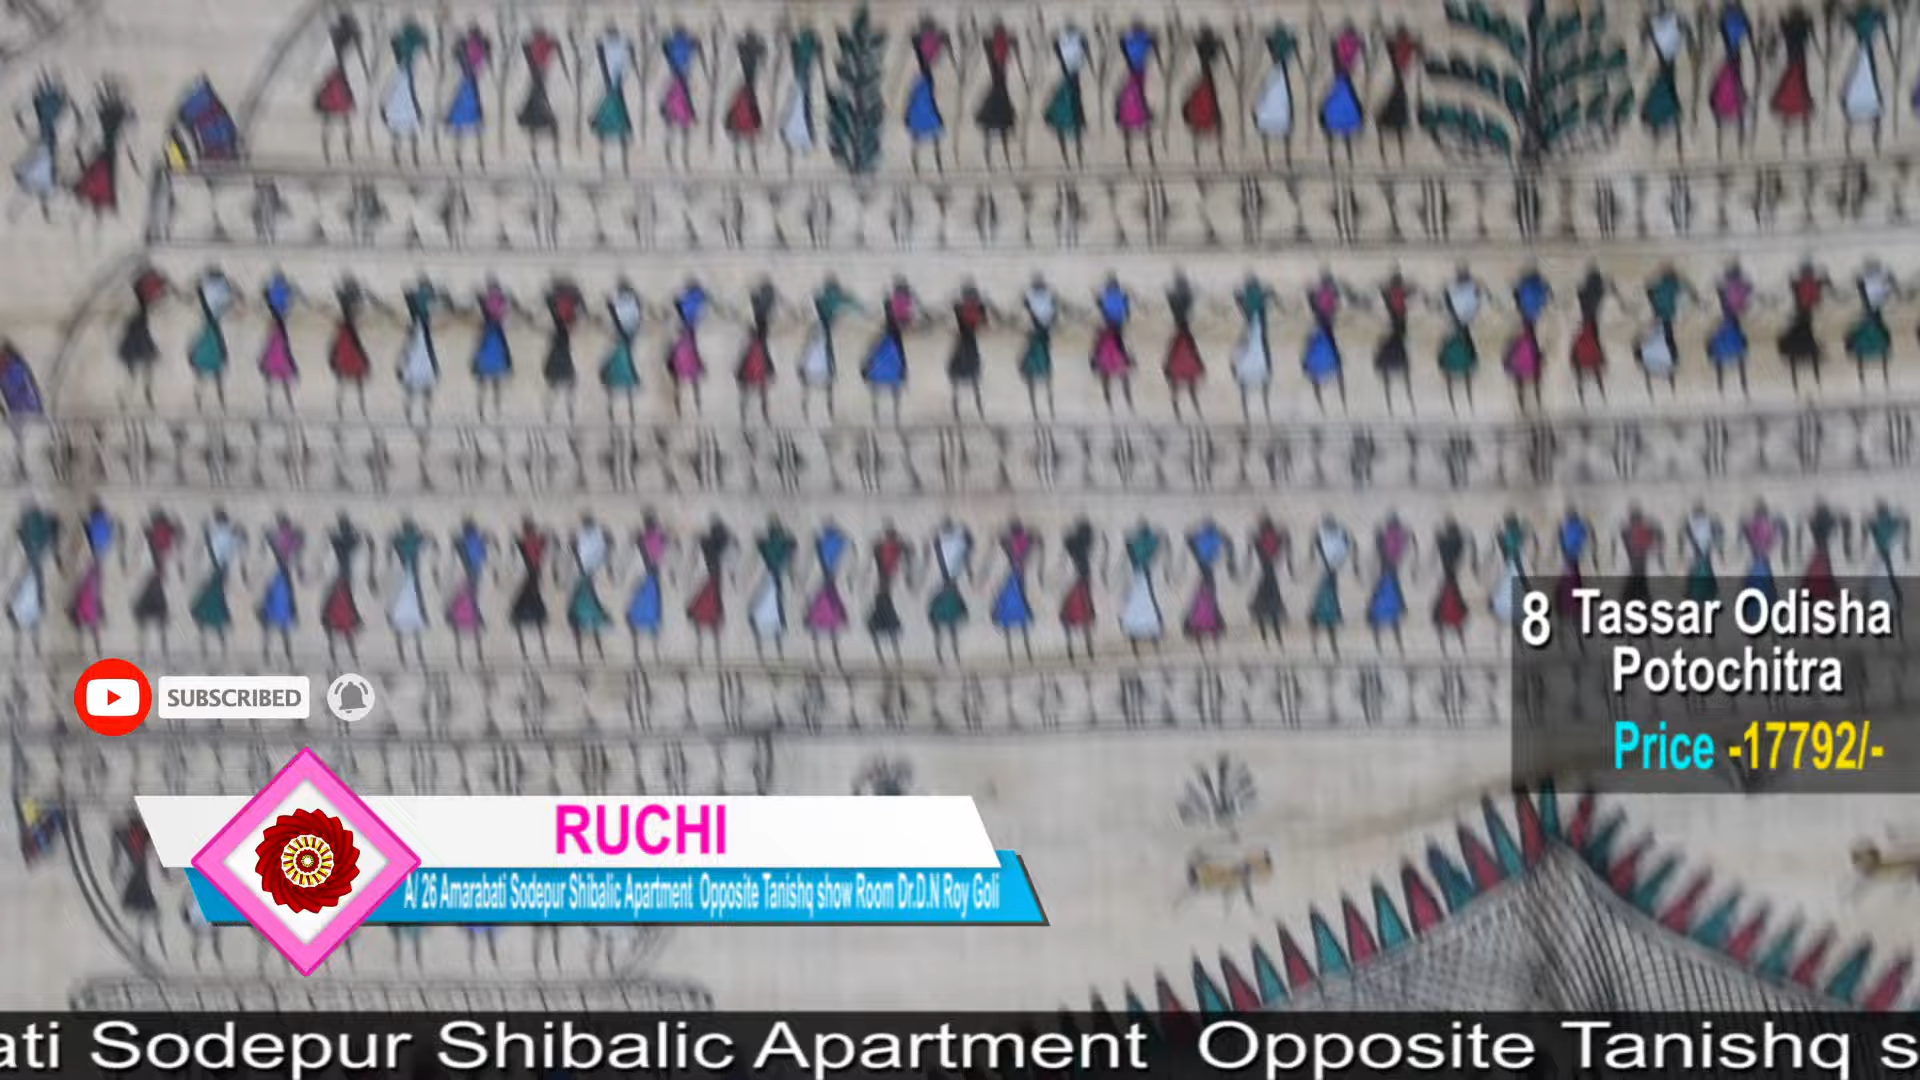 8 Tassar Odisha
Potochitra
Price -17792/-
SUBSCRIBED
RUCHI
A/ 26 Amarabati Sodepur Shibalic Apartment Opposite Tanishq show Room Dr.D.N Roy Goli
ati Sodepur Shibalic Apartment Opposite Tanishq s